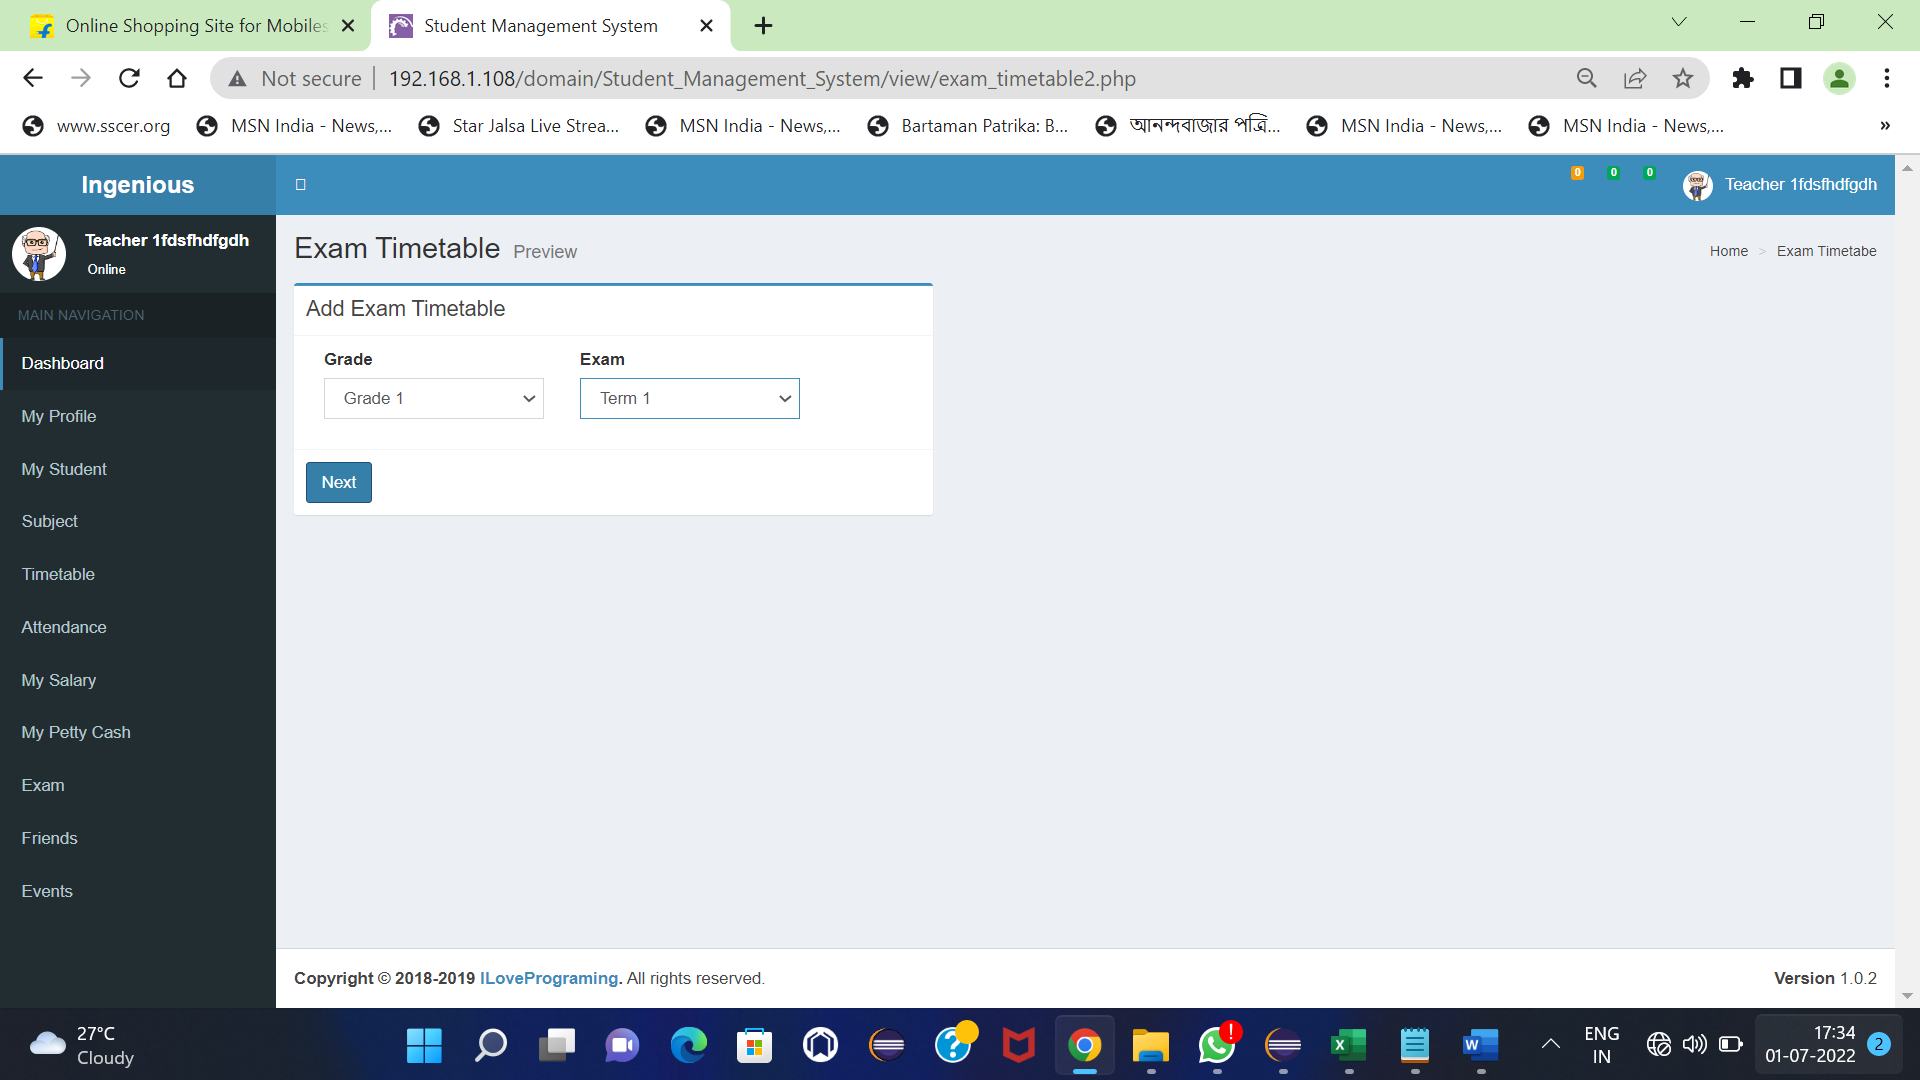 Online Shopping Site for Mobiles
Student Management System
Not secure
192.168.1.108/domain/Student_Management_System/view/exam_timetable2.php
www.sscer.org
MSN India - News,...
Star Jalsa Live Strea...
MSN India - News,...
Bartaman Patrika: B...
আনন্দবাজার পত্রি...
MSN India - News,...
MSN India - News,...
»
Ingenious
0
0
0
Teacher 1fdsfhdfgdh
Teacher 1fdsfhdfgdh
Online
MAIN NAVIGATION
Dashboard
My Profile
My Student
Subject
Timetable
Attendance
My Salary
My Petty Cash
Exam
Friends
Events
Exam Timetable Preview
Home > Exam Timetabe
Add Exam Timetable
Grade
Exam
Grade 1
Term 1
Next
Copyright © 2018-2019 ILovePrograming. All rights reserved.
Version 1.0.2
27°C
Cloudy
ENG
IN
17:34
01-07-2022
2